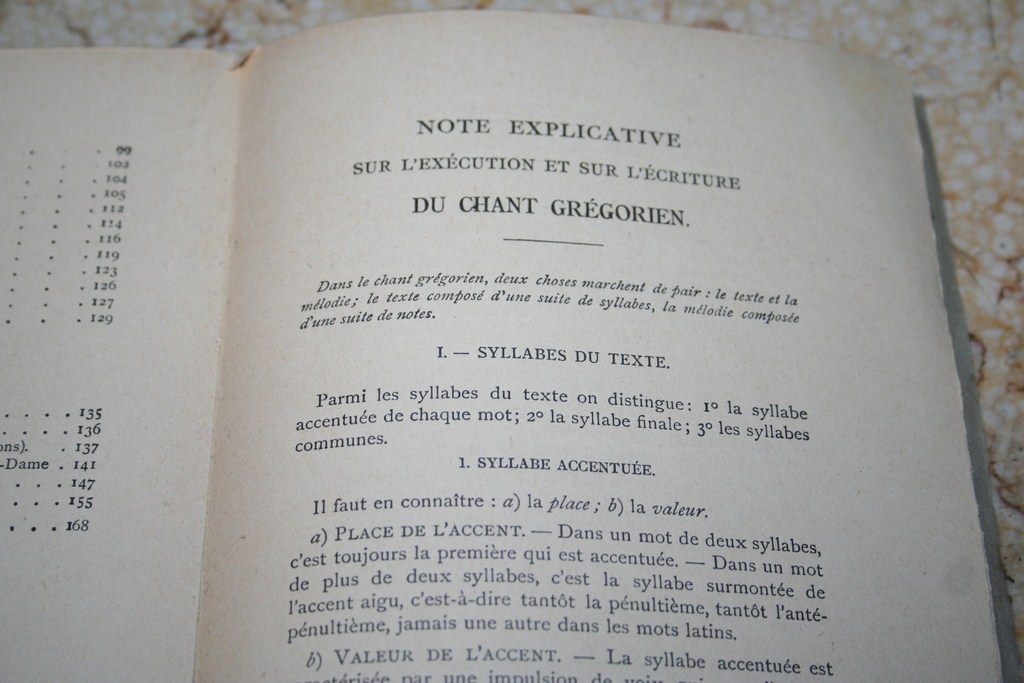 . . . 99
. . . 102
. . . 104
. . . 105
. . . 112
. . . 114
. . . 116
. . . 119
. . . 123
. . . 126
. . . 127
. . . 129
. . . . 135
. . . . 136
ons). . 137
-Dame . 141
. . . 147
. . . 155
. . . 168
NOTE EXPLICATIVE
SUR L'EXÉCUTION ET SUR L'ÉCRITURE
DU CHANT GRÉGORIEN.
Dans le chant grégorien, deux choses marchent de pair : le texte et la
mélodie; le texte composé d'une suite de syllabes, la mélodie composée
d'une suite de notes.
I. — SYLLABES DU TEXTE.
Parmi les syllabes du texte on distingue: 1º la syllabe
accentuée de chaque mot; 2º la syllabe finale; 3º les syllabes
communes.
1. SYLLABE ACCENTUÉE.
Il faut en connaître : a) la place; b) la valeur.
a) PLACE DE L'ACCENT. — Dans un mot de deux syllabes,
c'est toujours la première qui est accentuée. — Dans un mot
de plus de deux syllabes, c'est la syllabe surmontée de
l'accent aigu, c'est-à-dire tantôt la pénultième, tantôt l'anté-
pénultième, jamais une autre dans les mots latins.
b) VALEUR DE L'ACCENT. — La syllabe accentuée est
caractérisée par une impulsion de voix qui